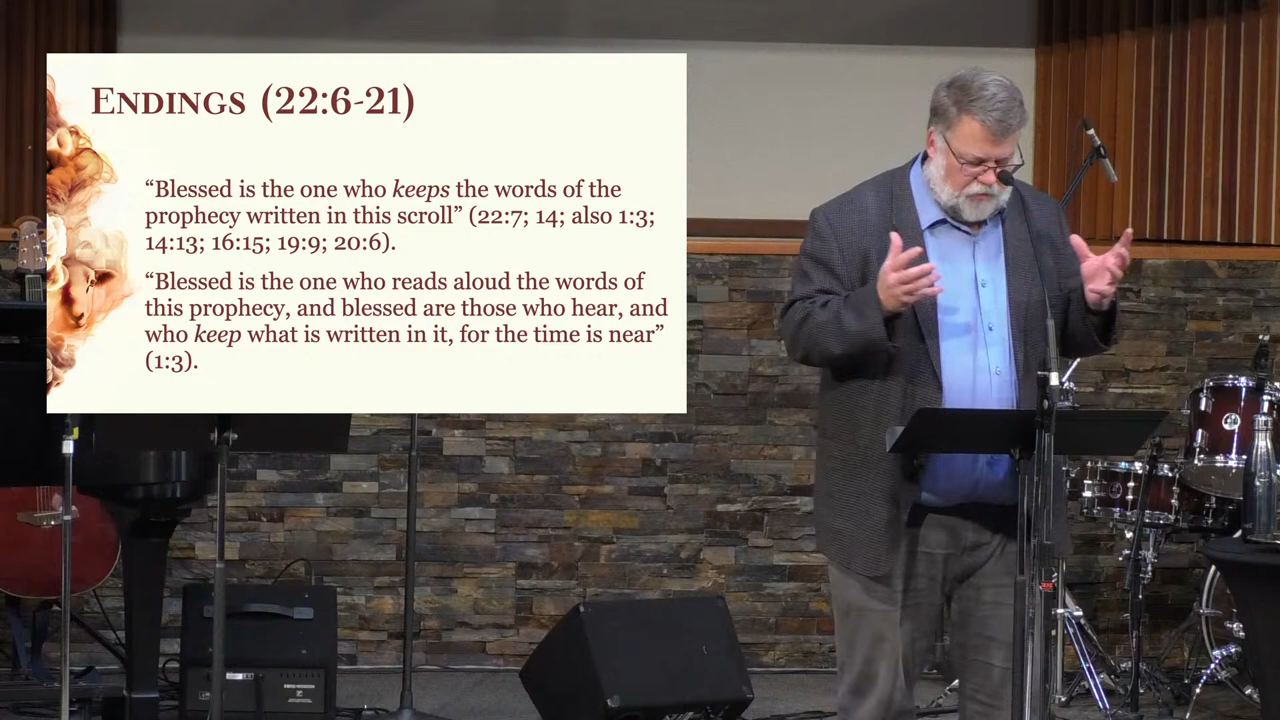 Endings (22:6-21)
“Blessed is the one who keeps the words of the
prophecy written in this scroll” (22:7; 14; also 1:3;
14:13; 16:15; 19:9; 20:6).
“Blessed is the one who reads aloud the words of
this prophecy, and blessed are those who hear, and
who keep what is written in it, for the time is near”
(1:3).